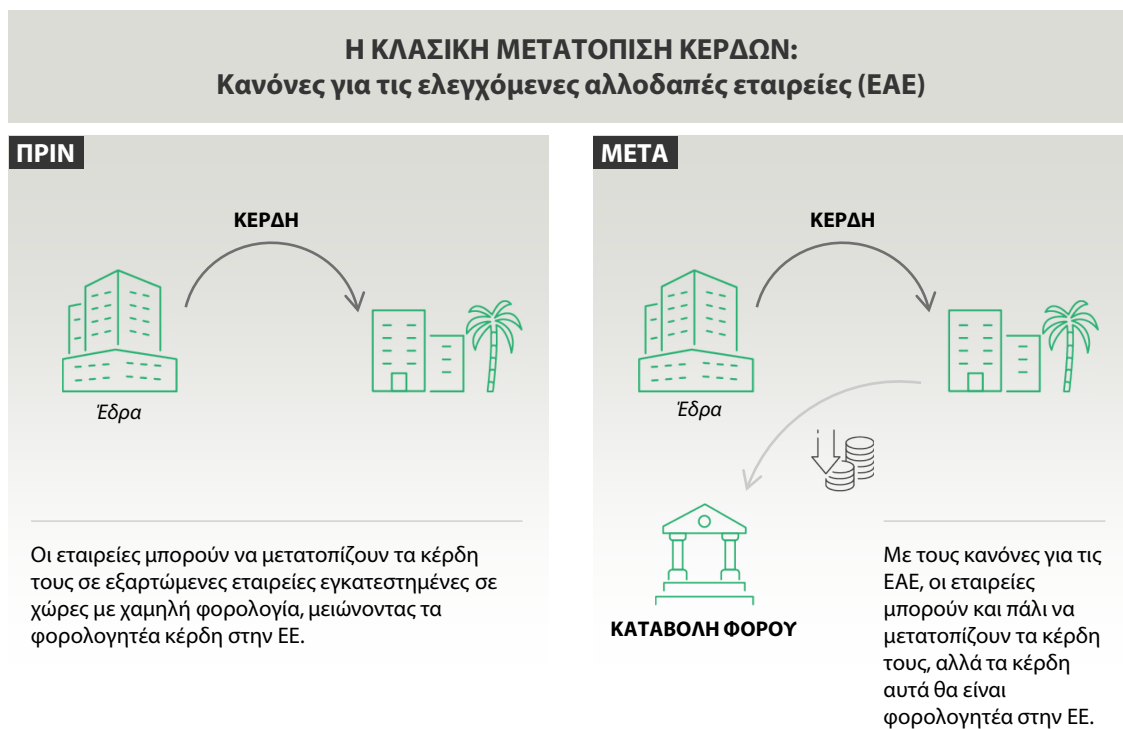 Η ΚΛΑΣΙΚΗ ΜΕΤΑΤΟΠΙΣΗ ΚΕΡΔΩΝ:
Κανόνες για τις ελεγχόμενες αλλοδαπές εταιρείες (ΕΑΕ)
ΠΡΙΝ
ΚΕΡΔΗ
Έδρα
Οι εταιρείες μπορούν να μετατοπίζουν τα κέρδη
τους σε εξαρτώμενες εταιρείες εγκατεστημένες σε
χώρες με χαμηλή φορολογία, μειώνοντας τα
φορολογητέα κέρδη στην ΕΕ.
ΜΕΤΑ
ΚΕΡΔΗ
Έδρα
ΚΑΤΑΒΟΛΗ ΦΟΡΟΥ
Με τους κανόνες για τις
ΕΑΕ, οι εταιρείες
μπορούν και πάλι να
μετατοπίζουν τα κέρδη
τους, αλλά τα κέρδη
αυτά θα είναι
φορολογητέα στην ΕΕ.